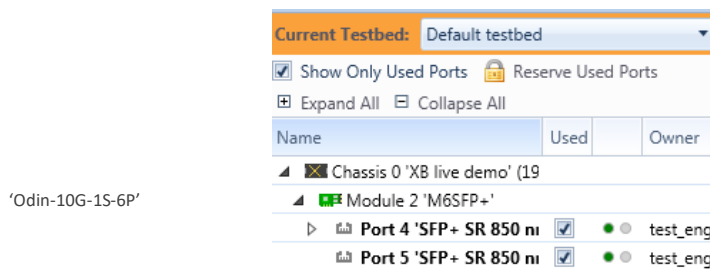 Current Testbed: Default testbed
Show Only Used Ports Reserve Used Ports
Expand All Collapse All
Name Used Owner
Chassis 0 'XB live demo' (19
‘Odin-10G-1S-6P’ Module 2 'M6SFP+'
Port 4 'SFP+ SR 850 test_eng
Port 5 'SFP+ SR 850 test_eng